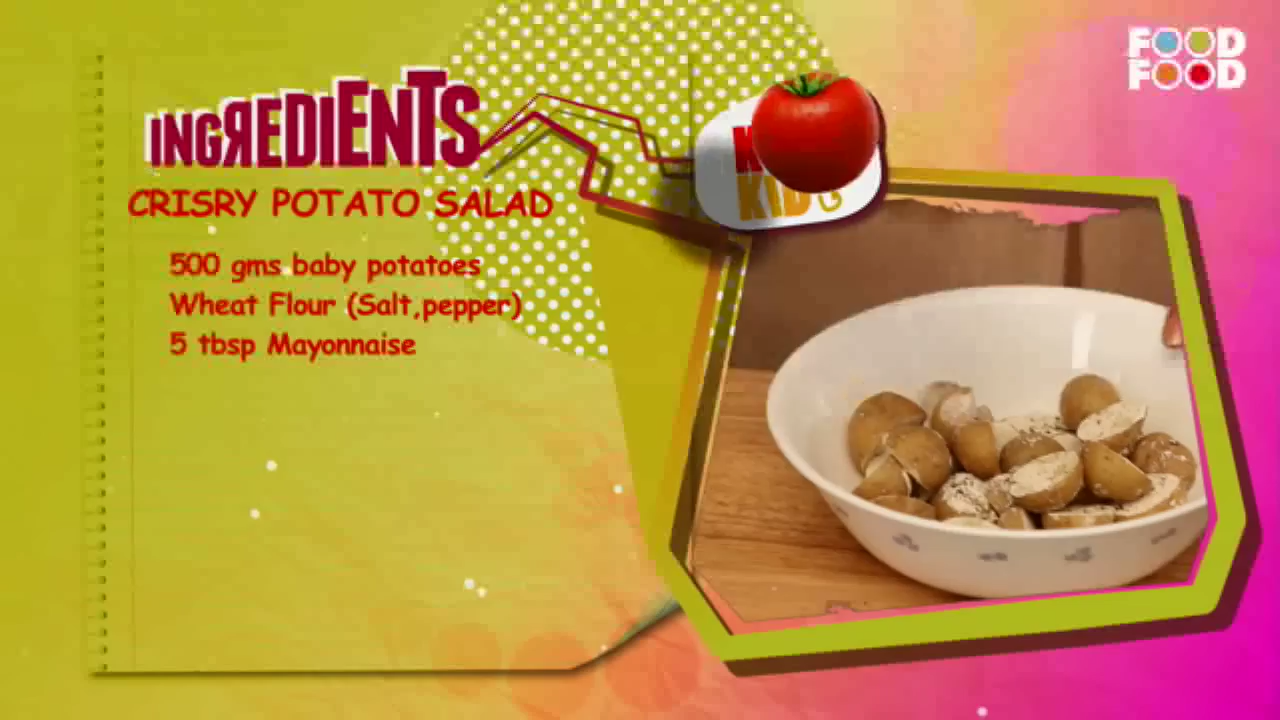 FOOD
FOOD
INGREDIENTS
CRISRY POTATO SALAD
500 gms baby potatoes
Wheat Flour (Salt,pepper)
5 tbsp Mayonnaise